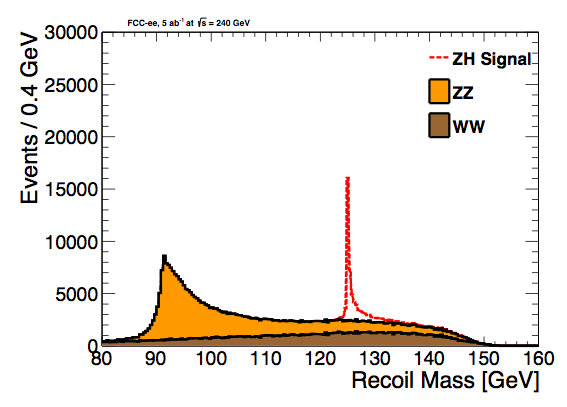 FCC-ee, 5 ab⁻¹ at √s = 240 GeV
Events / 0.4 GeV
30000
25000
20000
15000
10000
5000
0
ZH Signal
ZZ
WW
80 90 100 110 120 130 140 150 160
Recoil Mass [GeV]